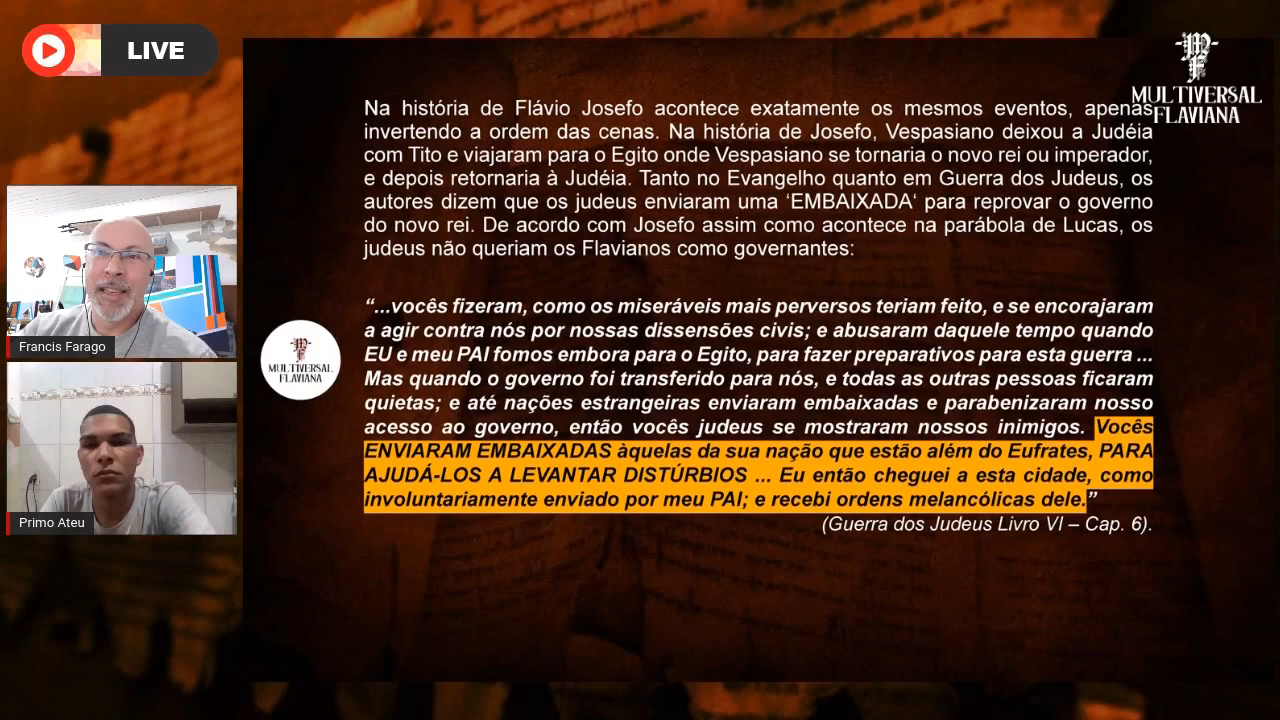 LIVE
MULTIVERSAL
FLAVIANA
Na história de Flávio Josefo acontece exatamente os mesmos eventos, apenas
invertendo a ordem das cenas. Na história de Josefo, Vespasiano deixou a Judéia
com Tito e viajaram para o Egito onde Vespasiano se tornaria o novo rei ou imperador,
e depois retornaria à Judéia. Tanto no Evangelho quanto em Guerra dos Judeus, os
autores dizem que os judeus enviaram uma ‘EMBAIXADA‘ para reprovar o governo
do novo rei. De acordo com Josefo assim como acontece na parábola de Lucas, os
judeus não queriam os Flavianos como governantes:
“...vocês fizeram, como os miseráveis mais perversos teriam feito, e se encorajaram
a agir contra nós por nossas dissensões civis; e abusaram daquele tempo quando
EU e meu PAI fomos embora para o Egito, para fazer preparativos para esta guerra ...
Mas quando o governo foi transferido para nós, e todas as outras pessoas ficaram
quietas; e até nações estrangeiras enviaram embaixadas e parabenizaram nosso
acesso ao governo, então vocês judeus se mostraram nossos inimigos. Vocês
ENVIARAM EMBAIXADAS àquelas da sua nação que estão além do Eufrates, PARA
AJUDÁ-LOS A LEVANTAR DISTÚRBIOS ... Eu então cheguei a esta cidade, como
involuntariamente enviado por meu PAI; e recebi ordens melancólicas dele.”
(Guerra dos Judeus Livro VI – Cap. 6).
MULTIVERSAL
FLAVIANA
Francis Farago
Primo Ateu